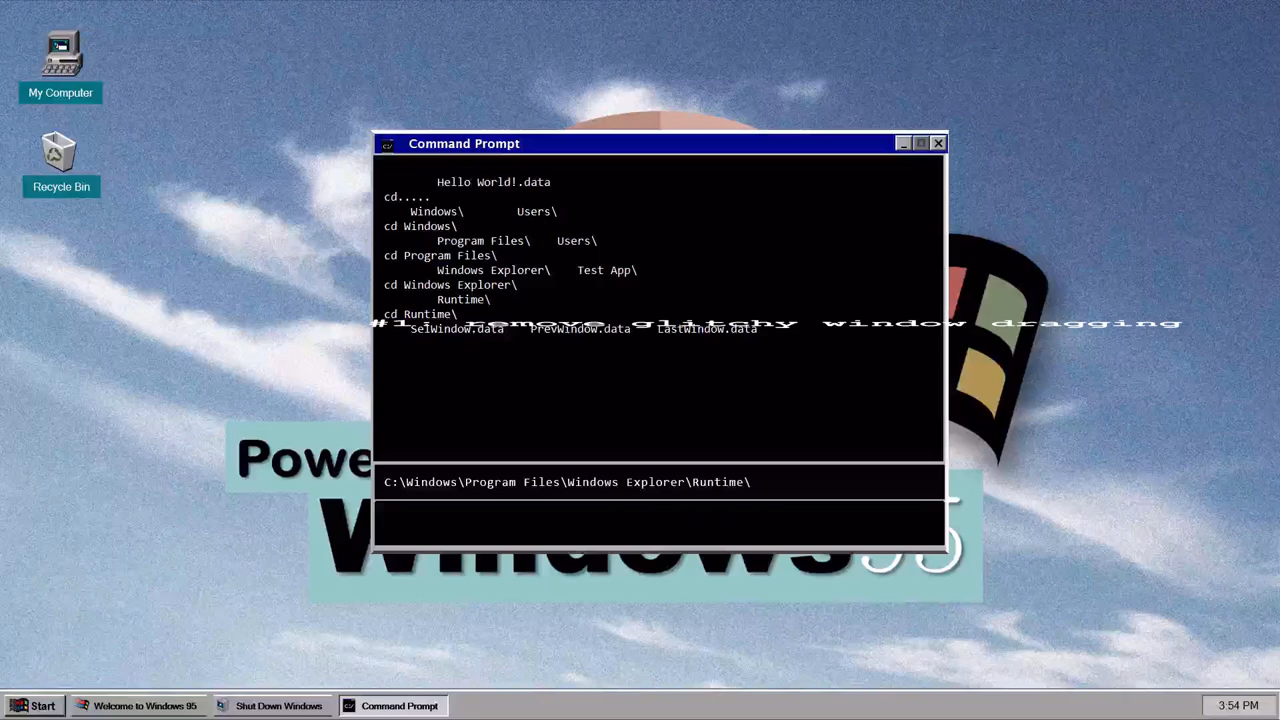 My Computer
Recycle Bin
Command Prompt
Hello World!.data
cd.....
Windows\ Users\
cd Windows\
Program Files\ Users\
cd Program Files\
Windows Explorer\ Test App\
cd Windows Explorer\
Runtime\
cd Runtime\
#1: remove glitchy window dragging
SelWindow.data PrevWindow.data LastWindow.data
C:\Windows\Program Files\Windows Explorer\Runtime\
Powe
Windows 95
Start
Welcome to Windows 95
Shut Down Windows
Command Prompt
3:54 PM